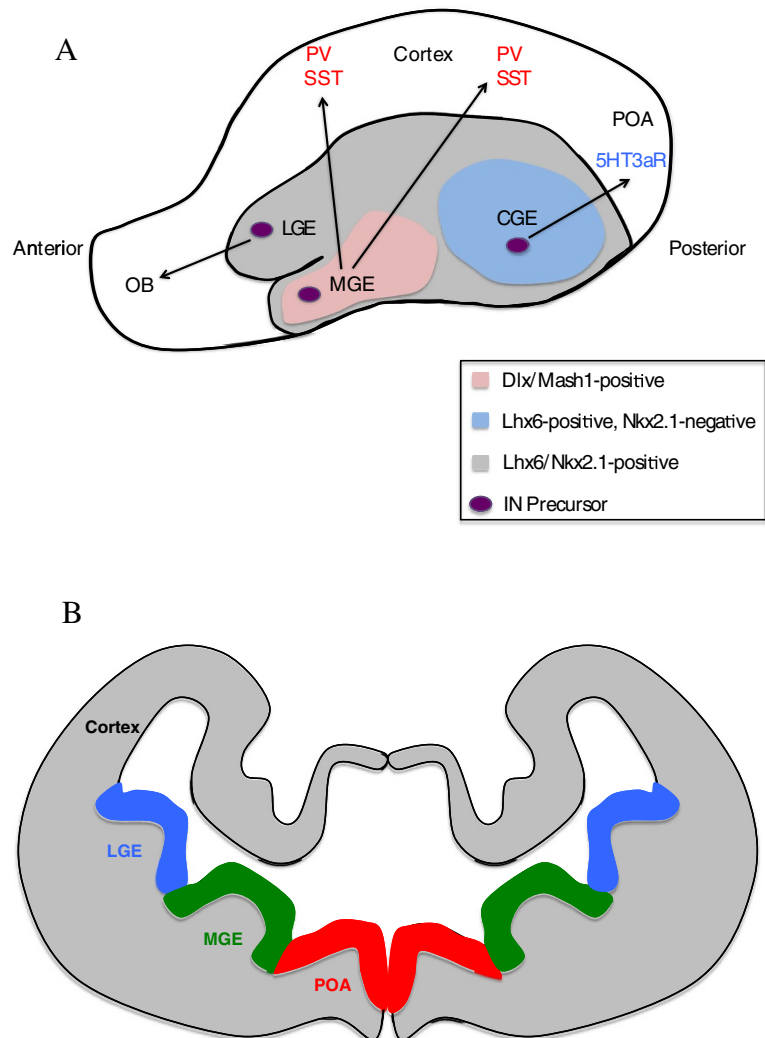 A
PV
SST
Cortex
PV
SST
POA
5HT3aR
LGE
CGE
Anterior
Posterior
OB
MGE
Dlx/Mash1-positive
Lhx6-positive, Nkx2.1-negative
Lhx6/Nkx2.1-positive
IN Precursor
B
Cortex
LGE
MGE
POA